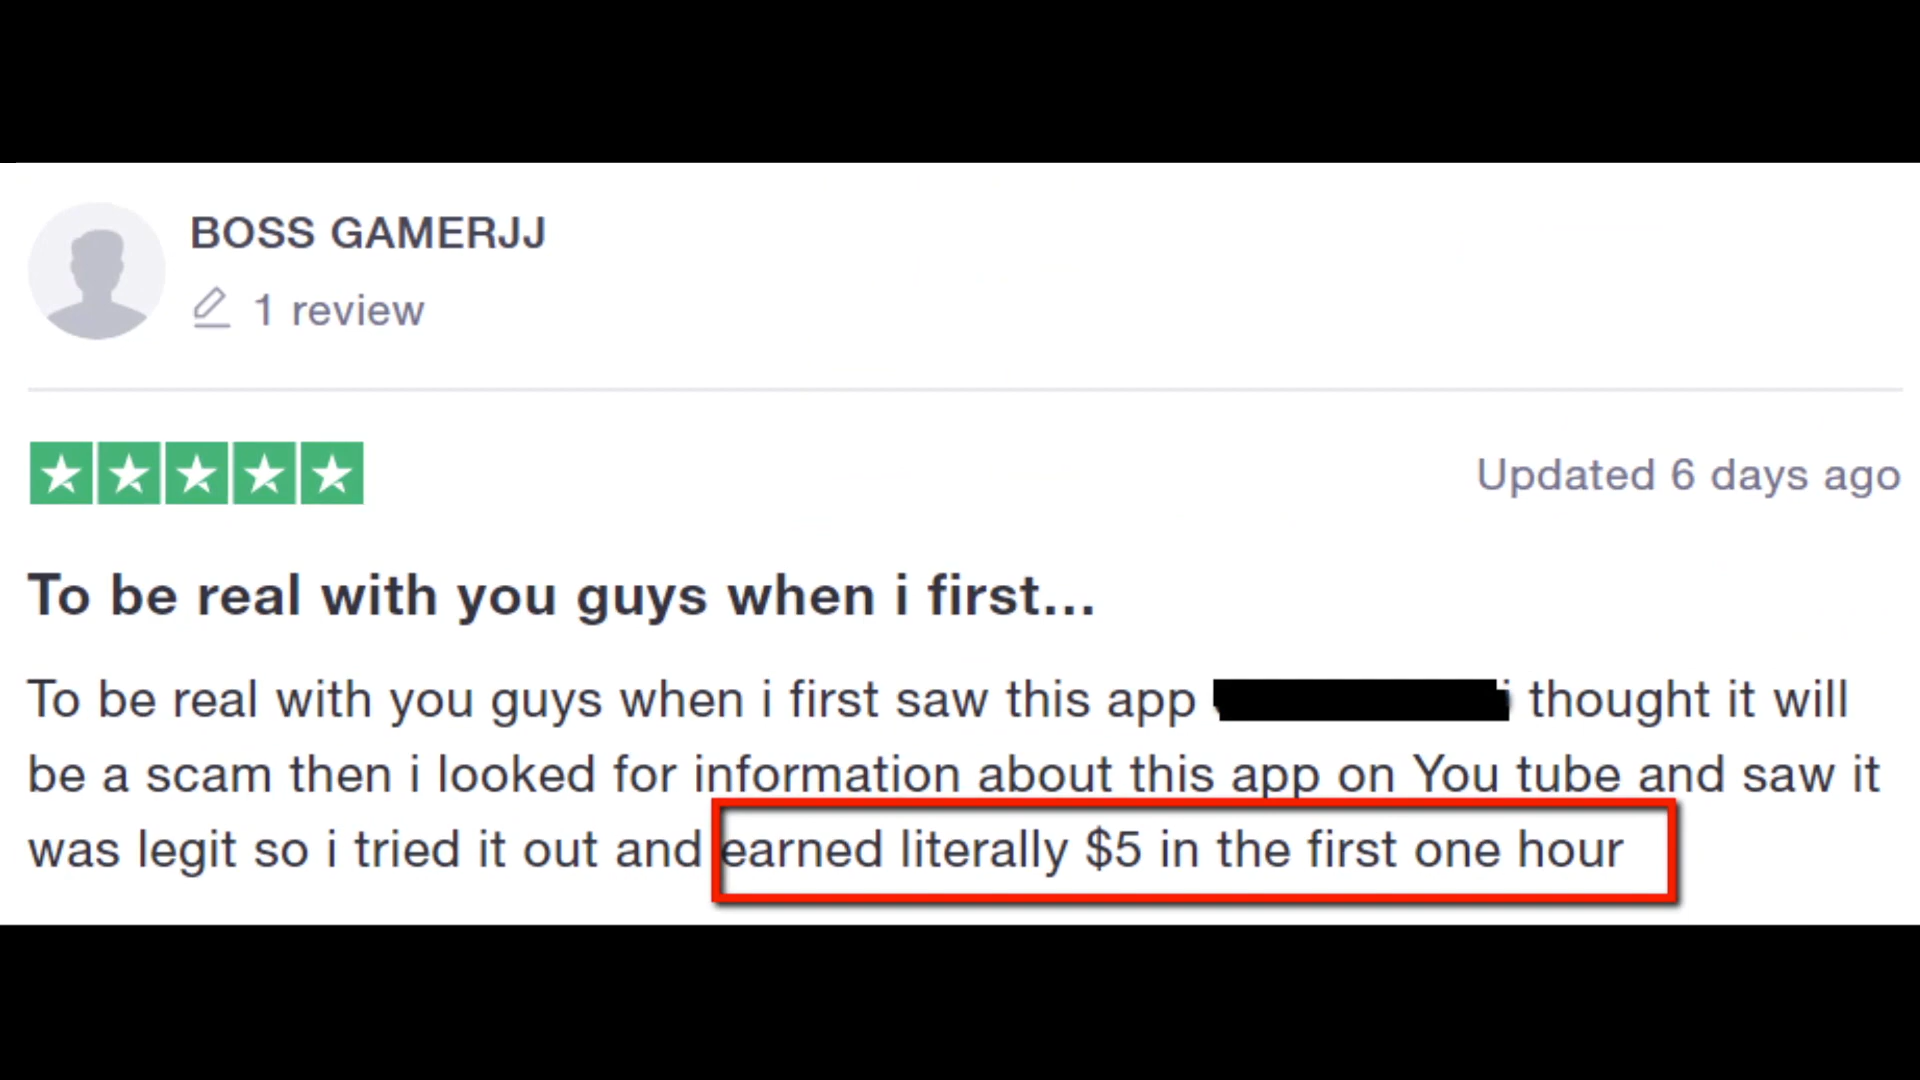 BOSS GAMERJJ
1 review
Updated 6 days ago
To be real with you guys when i first...
To be real with you guys when i first saw this app i thought it will
be a scam then i looked for information about this app on You tube and saw it
was legit so i tried it out and earned literally $5 in the first one hour